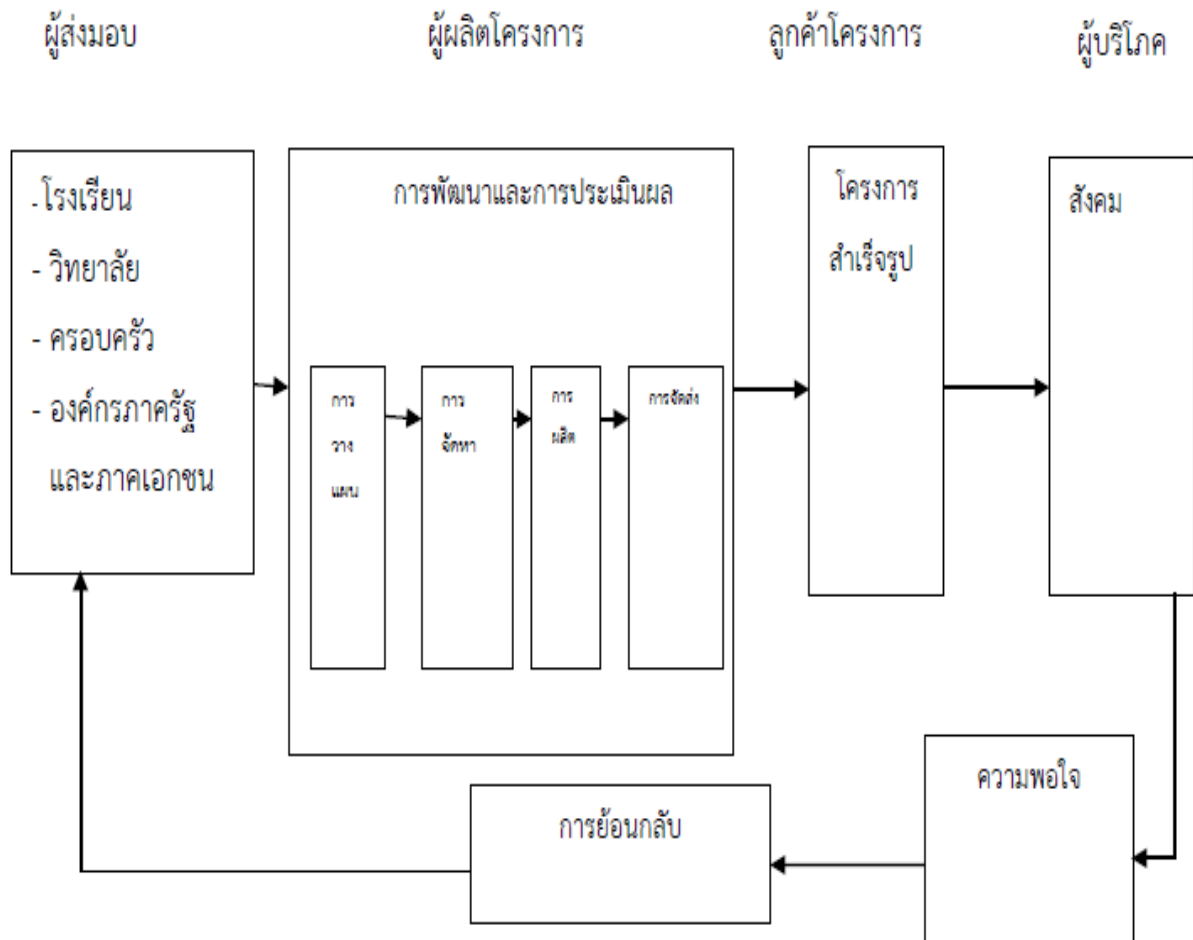 ผู้ส่งมอบ
ผู้ผลิตโครงการ
ลูกค้าโครงการ
ผู้บริโภค
-โรงเรียน
- วิทยาลัย
- ครอบครัว
- องค์กรภาครัฐ
และภาคเอกชน
การพัฒนาและการประเมินผล
การ
วาง
แผน
การ
จัดหา
การ
ผลิต
การจัดส่ง
โครงการ
สำเร็จรูป
สังคม
ความพอใจ
การย้อนกลับ